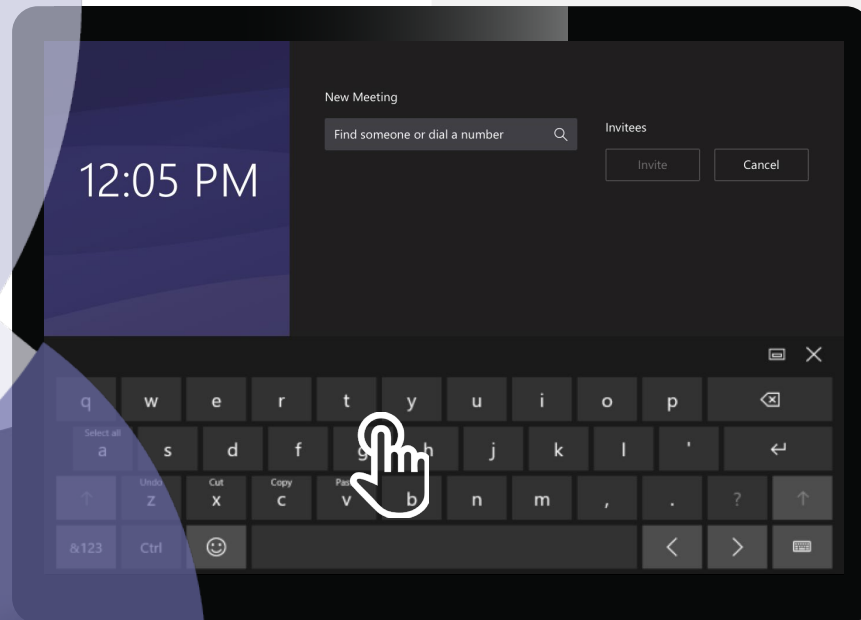 New Meeting
Find someone or dial a number
Invitees
Invite
Cancel
12:05 PM
q w e r t y u i o p
Select all
a s d f g h j k l '
Undo Cut Copy Pas
z x c v b n m , . ?
&123 Ctrl